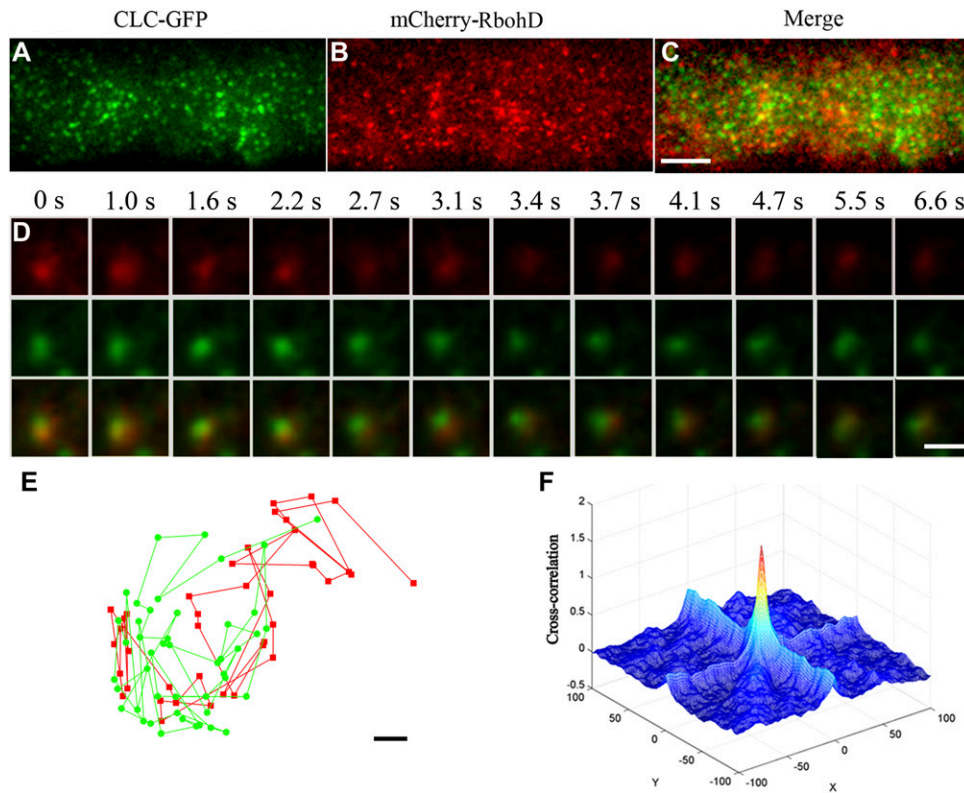 CLC-GFP mCherry-RbohD Merge
A B C
0 s 1.0 s 1.6 s 2.2 s 2.7 s 3.1 s 3.4 s 3.7 s 4.1 s 4.7 s 5.5 s 6.6 s
D
E F
2
1.5
1
0.5
0
-0.5
Cross-correlation
100
50
0
-50
-100
Y
-100
-50
0
50
100
X